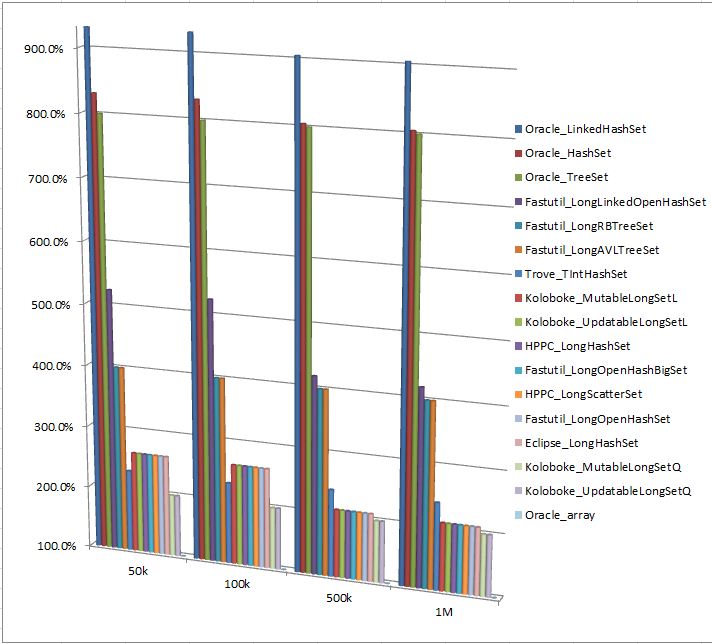 900.0%
800.0%
700.0%
600.0%
500.0%
400.0%
300.0%
200.0%
100.0%
50k
100k
500k
1M
Oracle_LinkedHashSet
Oracle_HashSet
Oracle_TreeSet
Fastutil_LongLinkedOpenHashSet
Fastutil_LongRBTreeSet
Fastutil_LongAVLTreeSet
Trove_TIntHashSet
Koloboke_MutableLongSetL
Koloboke_UpdatableLongSetL
HPPC_LongHashSet
Fastutil_LongOpenHashBigSet
HPPC_LongScatterSet
Fastutil_LongOpenHashSet
Eclipse_LongHashSet
Koloboke_MutableLongSetQ
Koloboke_UpdatableLongSetQ
Oracle_array